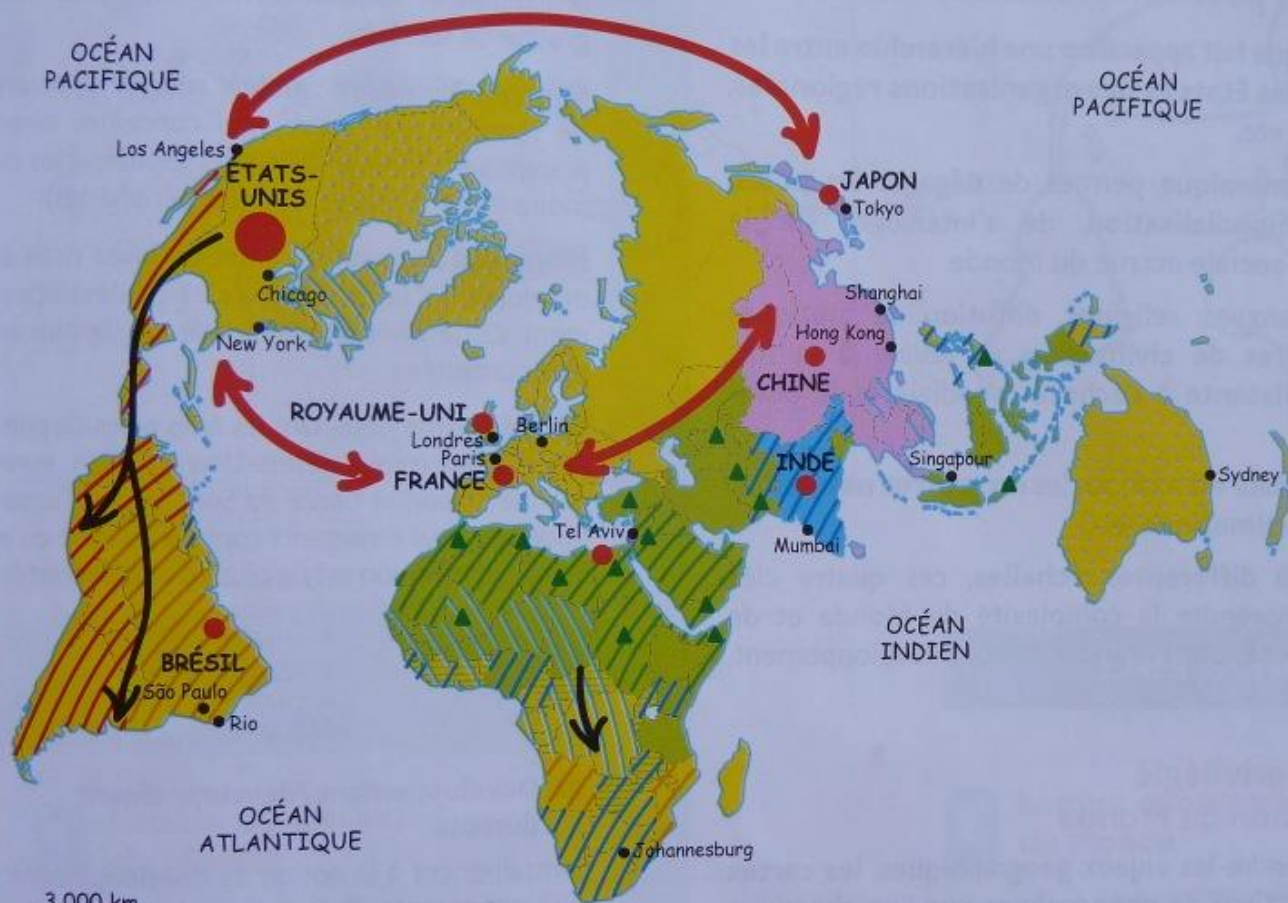 OCÉAN
PACIFIQUE
OCÉAN
PACIFIQUE
Los Angeles
ÉTATS-
UNIS
JAPON
Tokyo
Chicago
Shanghai
New York
Hong Kong
CHINE
ROYAUME-UNI
Berlin
Londres
Paris
FRANCE
INDE
Singapour
Sydney
Tel Aviv
Mumbai
OCÉAN
INDIEN
BRÉSIL
São Paulo
Rio
OCÉAN
ATLANTIQUE
Johannesburg
3 000 km